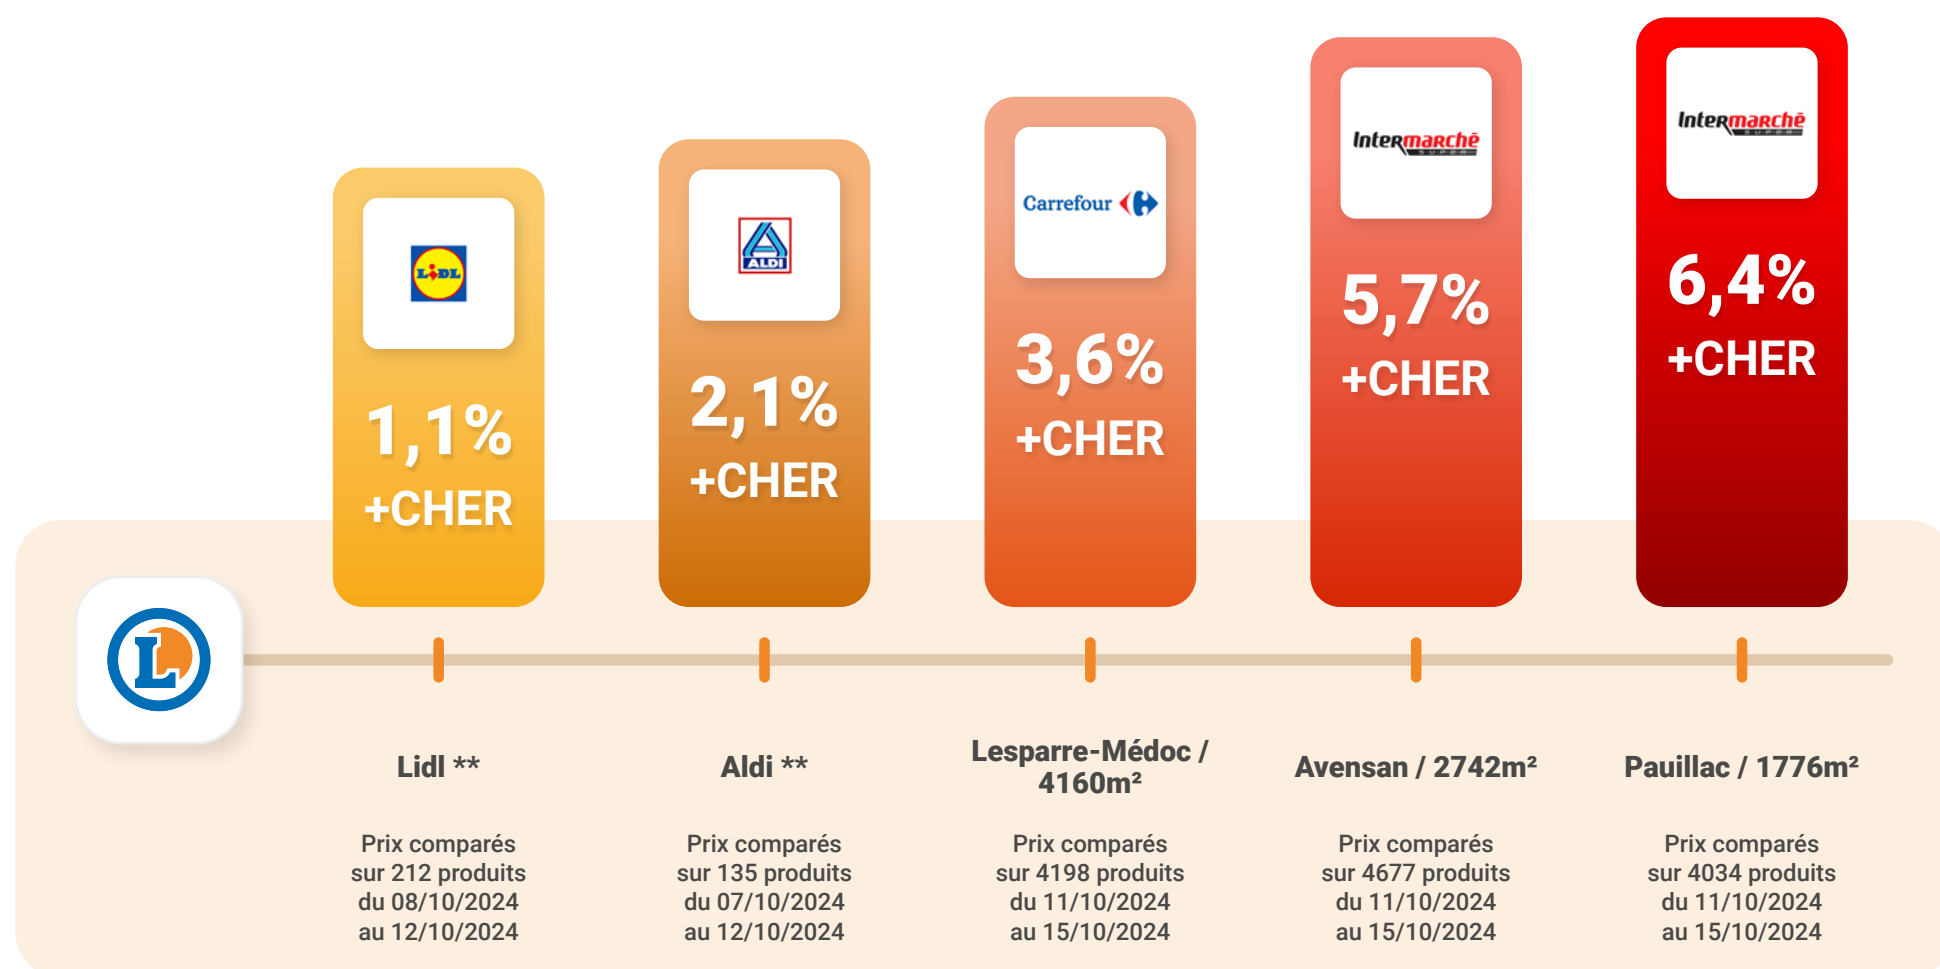 LIDL
1,1%
+CHER
ALDI
2,1%
+CHER
Carrefour
3,6%
+CHER
Intermarchē
SUPER
5,7%
+CHER
Intermarchē
SUPER
6,4%
+CHER
L
Lidl **
Prix comparés
sur 212 produits
du 08/10/2024
au 12/10/2024
Aldi **
Prix comparés
sur 135 produits
du 07/10/2024
au 12/10/2024
Lesparre-Médoc /
4160m²
Prix comparés
sur 4198 produits
du 11/10/2024
au 15/10/2024
Avensan / 2742m²
Prix comparés
sur 4677 produits
du 11/10/2024
au 15/10/2024
Pauillac / 1776m²
Prix comparés
sur 4034 produits
du 11/10/2024
au 15/10/2024